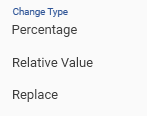 Change Type
Percentage
Relative Value
Replace